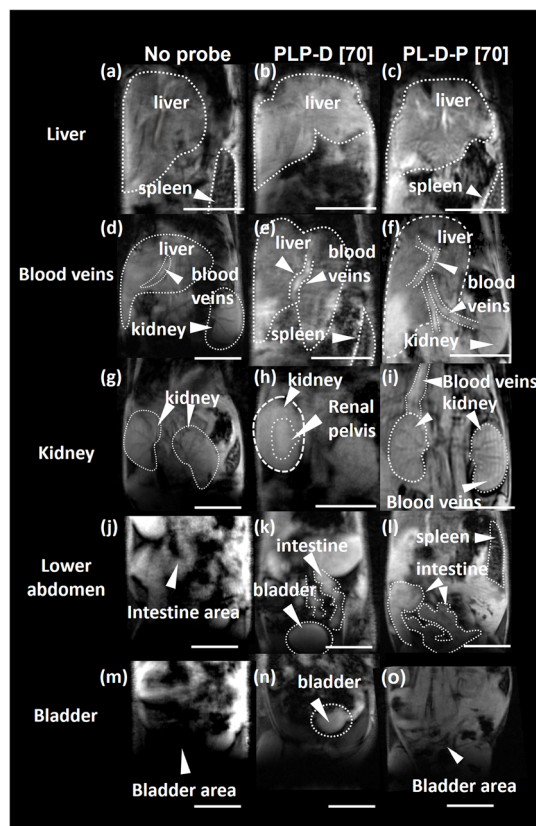 No probe PLP-D [70] PL-D-P [70]
(a) (b) (c)
liver liver liver
Liver
spleen spleen
(d) (e) (f)
liver liver liver
Blood veins
blood veins
blood veins
blood veins
kidney spleen kidney
(g) (h) (i)
kidney kidney Blood veins
kidney
Renal
pelvis
Kidney
Blood veins
(j) (k) (l)
spleen
intestine intestine
Lower
abdomen
bladder
Intestine area
(m) (n) (o)
bladder
Bladder
Bladder area Bladder area